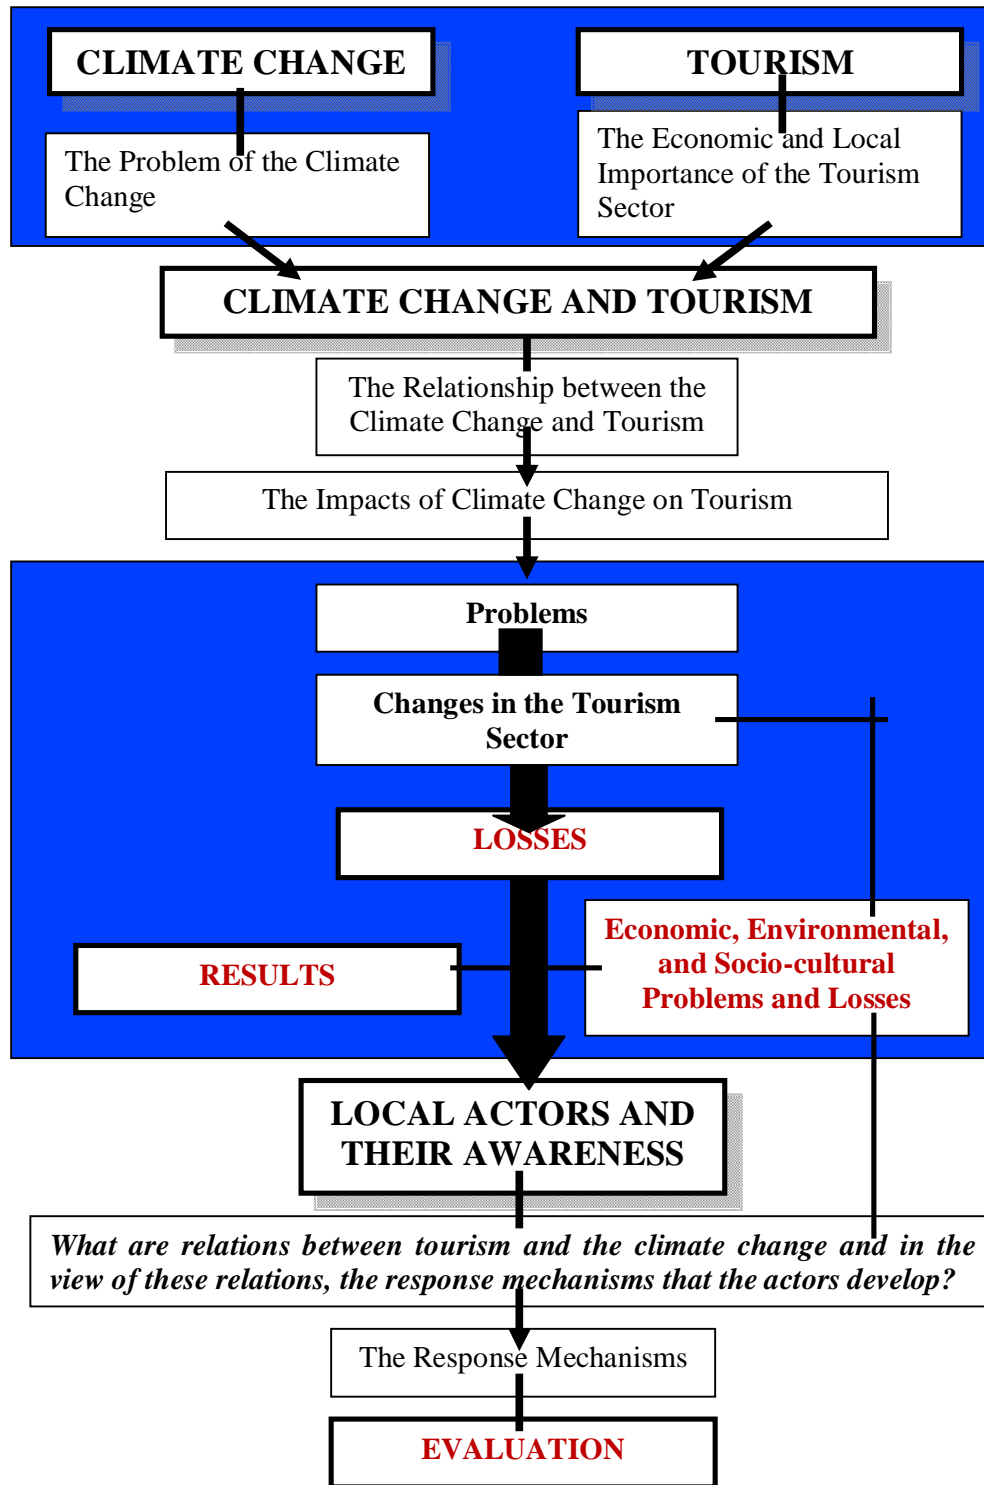 CLIMATE CHANGE
TOURISM
The Problem of the Climate
Change
The Economic and Local
Importance of the Tourism
Sector
CLIMATE CHANGE AND TOURISM
The Relationship between the
Climate Change and Tourism
The Impacts of Climate Change on Tourism
Problems
Changes in the Tourism
Sector
LOSSES
RESULTS
Economic, Environmental,
and Socio-cultural
Problems and Losses
LOCAL ACTORS AND
THEIR AWARENESS
What are relations between tourism and the climate change and in the
view of these relations, the response mechanisms that the actors develop?
The Response Mechanisms
EVALUATION